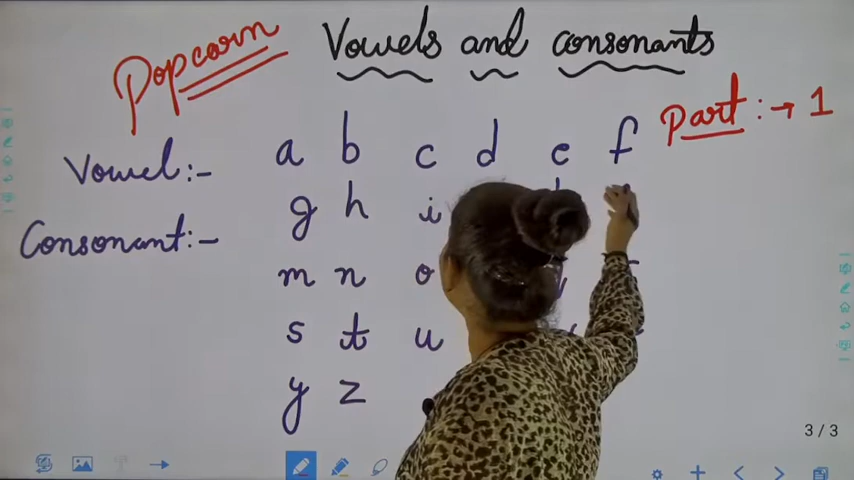 Popcorn
Vowels and consonants
Part :→ 1
Vowel:-
a b c d e f
Consonant:-
g h i
m n o
s t u
y z
3/3